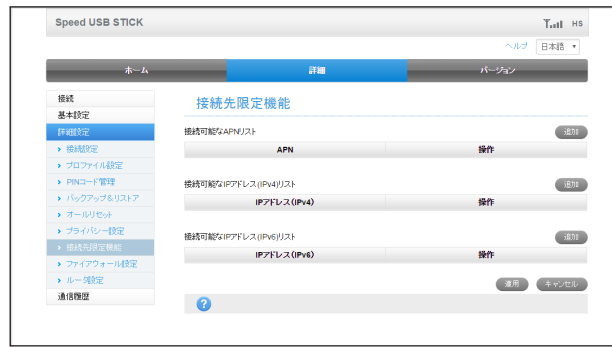 Speed USB STICK
HS
ヘルプ 日本語
ホーム 詳細 バージョン
接続
基本設定
詳細設定
接続設定
プロファイル設定
PINコード管理
バックアップ&リストア
オールリセット
プライバシー設定
接続先限定機能
ファイアウォール設定
ルータ設定
通信履歴
接続先限定機能
接続可能なAPNリスト 追加
APN 操作
接続可能なIPアドレス(IPv4)リスト 追加
IPアドレス(IPv4) 操作
接続可能なIPアドレス(IPv6)リスト 追加
IPアドレス(IPv6) 操作
適用 キャンセル
?